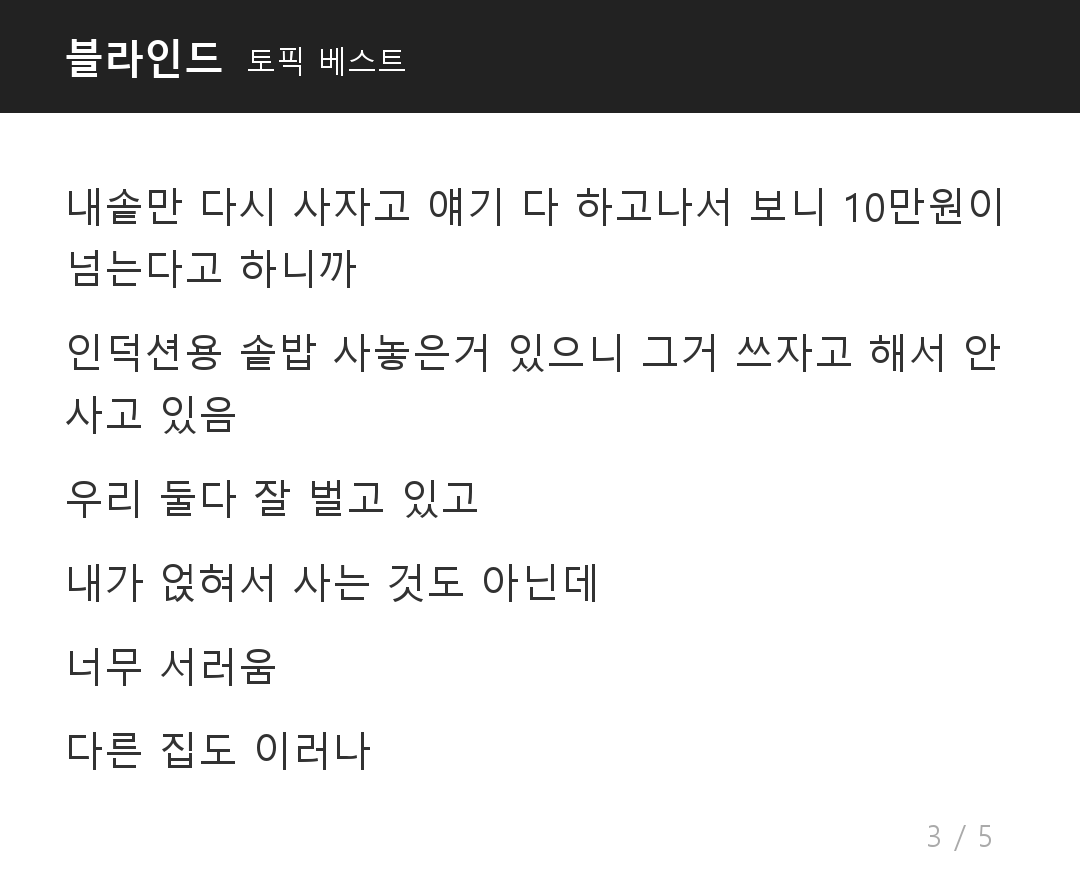 블라인드 토픽 베스트
내솥만 다시 사자고 얘기 다 하고나서 보니 10만원이
넘는다고 하니까
인덕션용 솥밥 사놓은거 있으니 그거 쓰자고 해서 안
사고 있음
우리 둘다 잘 벌고 있고
내가 얹혀서 사는 것도 아닌데
너무 서러움
다른 집도 이러나
3 / 5